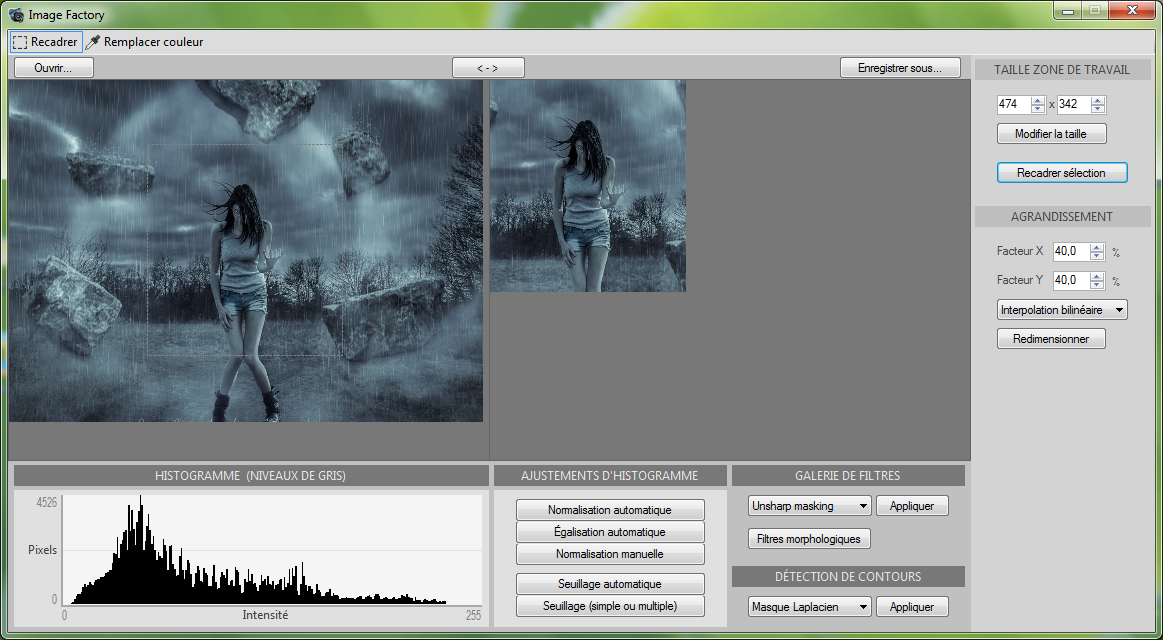 Image Factory
Recadrer Remplacer couleur
Ouvrir... < - > Enregistrer sous...
TAILLE ZONE DE TRAVAIL
474 x 342
Modifier la taille
Recadrer sélection
AGRANDISSEMENT
Facteur X 40,0 %
Facteur Y 40,0 %
Interpolation bilinéaire
Redimensionner
HISTOGRAMME (NIVEAUX DE GRIS)
4526
Pixels
0
0 Intensité 255
AJUSTEMENTS D'HISTOGRAMME
Normalisation automatique
Égalisation automatique
Normalisation manuelle
Seuillage automatique
Seuillage (simple ou multiple)
GALERIE DE FILTRES
Unsharp masking Appliquer
Filtres morphologiques
DÉTECTION DE CONTOURS
Masque Laplacien Appliquer